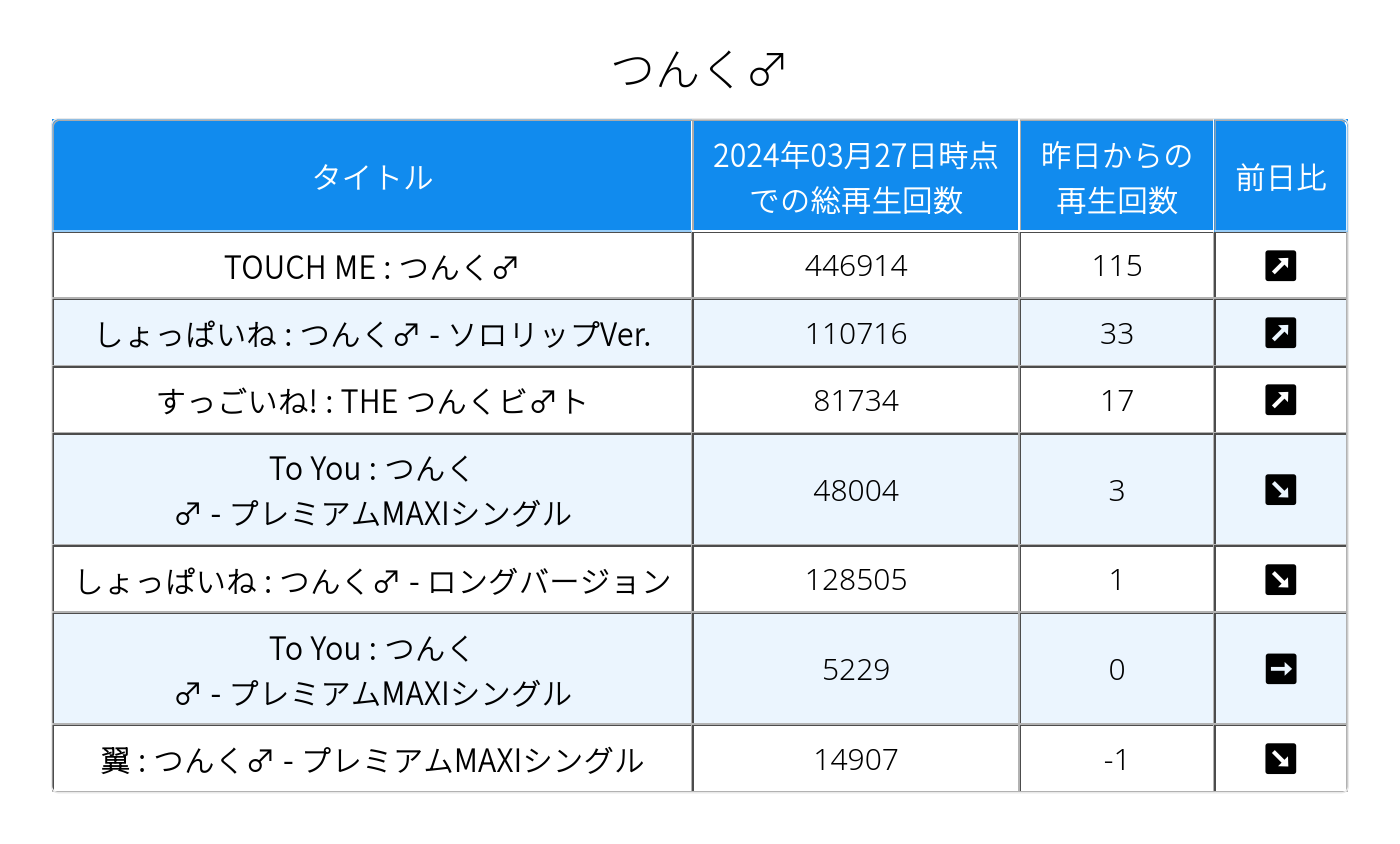 つんく♂
タイトル
2024年03月27日時点
での総再生回数
昨日からの
再生回数
前日比
TOUCH ME : つんく♂
446914
115
しょっぱいね : つんく♂ - ソロリップVer.
110716
33
すっごいね! : THE つんくビ♂ト
81734
17
To You : つんく
♂ - プレミアムMAXIシングル
48004
3
しょっぱいね : つんく♂ - ロングバージョン
128505
1
To You : つんく
♂ - プレミアムMAXIシングル
5229
0
翼 : つんく♂ - プレミアムMAXIシングル
14907
-1